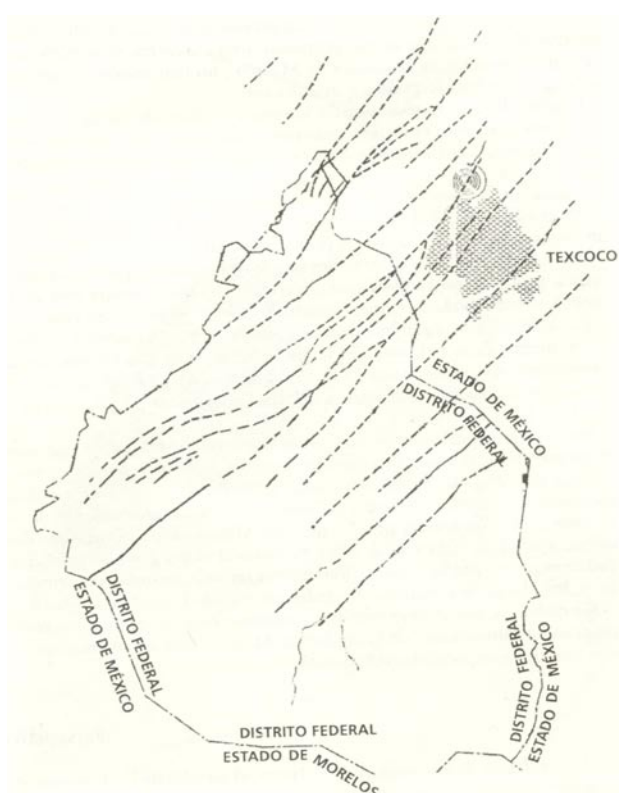 TEXCOCO
ESTADO DE MÉXICO
DISTRITO FEDERAL
DISTRITO FEDERAL
ESTADO DE MÉXICO
DISTRITO FEDERAL
ESTADO DE MÉXICO
DISTRITO FEDERAL
ESTADO DE MORELOS